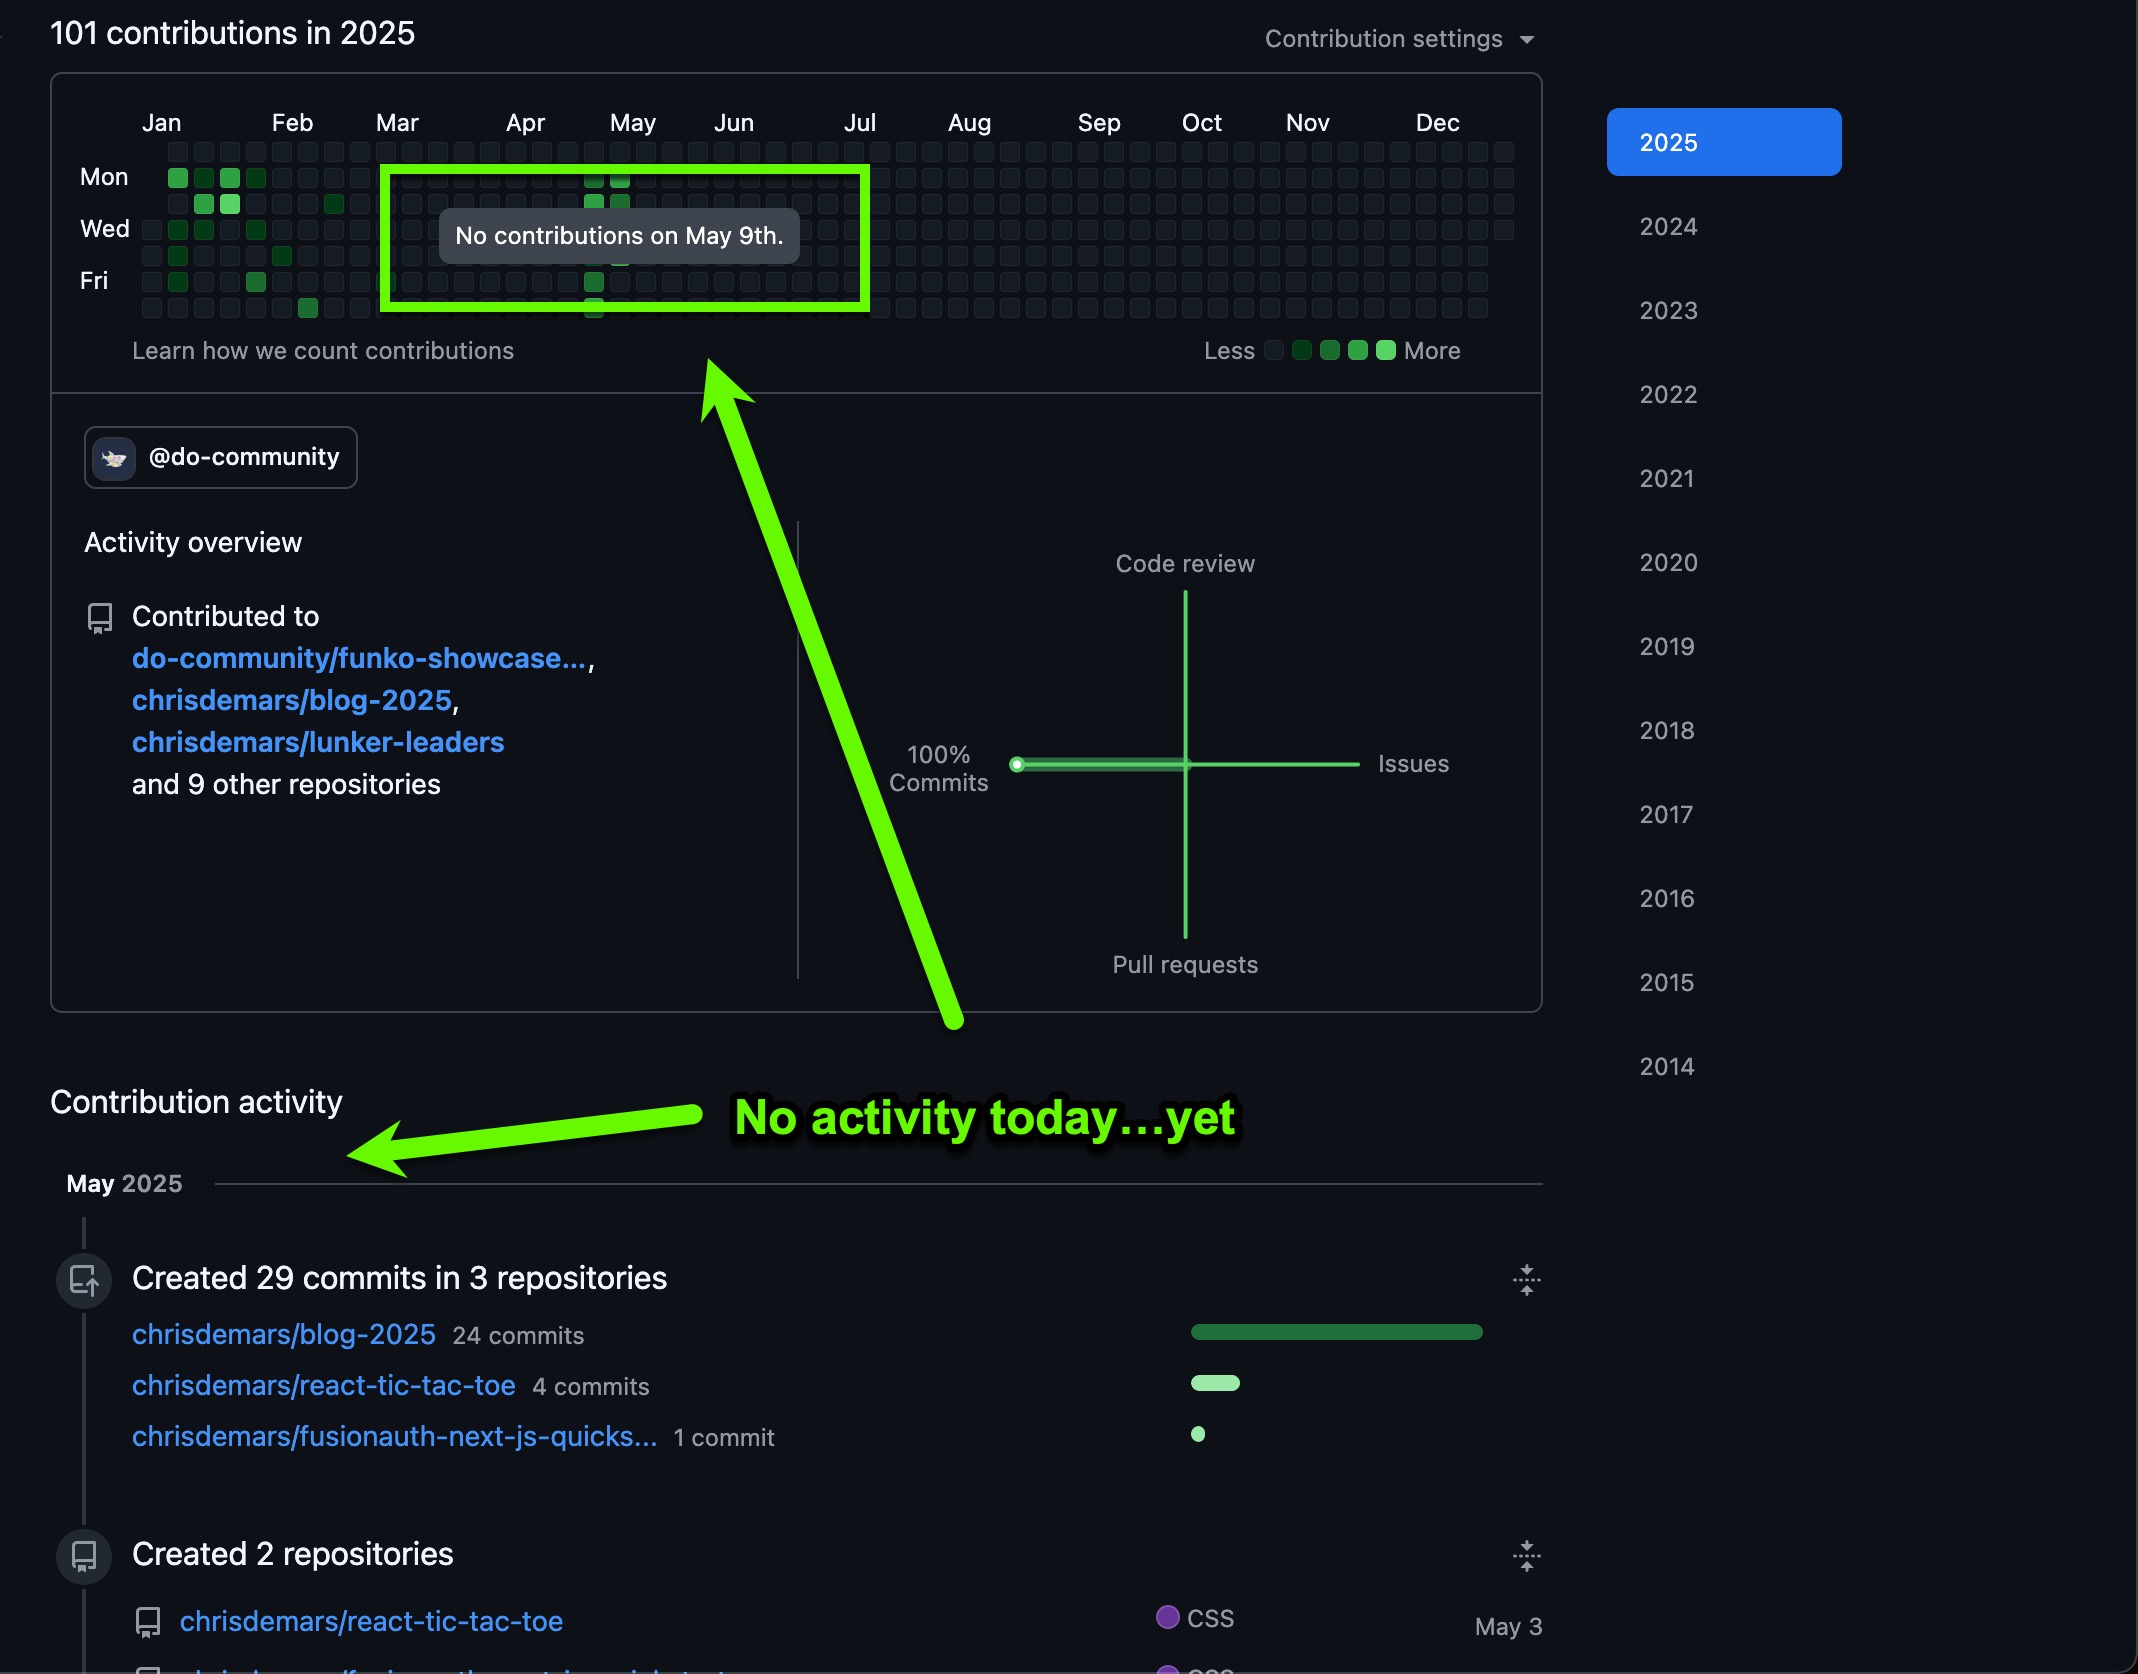 101 contributions in 2025
Contribution settings
Jan Feb Mar Apr May Jun Jul Aug Sep Oct Nov Dec
Mon
Wed
Fri
No contributions on May 9th.
Learn how we count contributions
Less More
2025
2024
2023
2022
2021
2020
2019
2018
2017
2016
2015
2014
@do-community
Activity overview
Contributed to
do-community/funko-showcase...,
chrisdemars/blog-2025,
chrisdemars/lunker-leaders
and 9 other repositories
Code review
100%
Commits
Issues
Pull requests
Contribution activity
No activity today...yet
May 2025
Created 29 commits in 3 repositories
chrisdemars/blog-2025 24 commits
chrisdemars/react-tic-tac-toe 4 commits
chrisdemars/fusionauth-next-js-quicks... 1 commit
Created 2 repositories
chrisdemars/react-tic-tac-toe CSS May 3